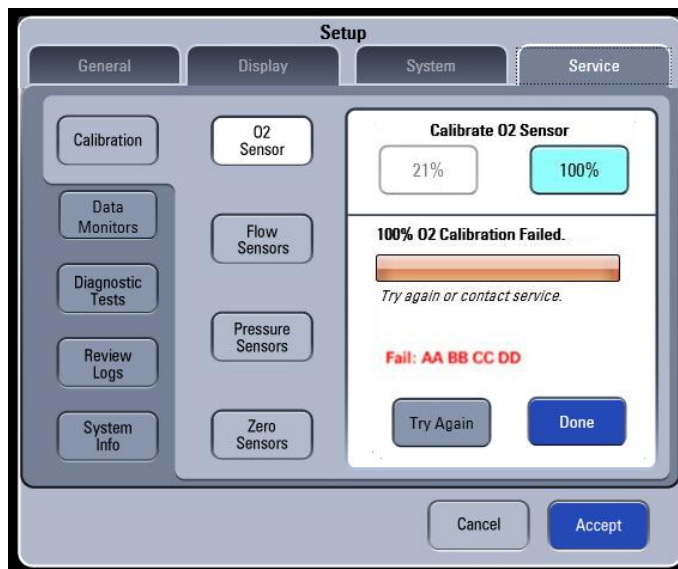 Setup
General
Display
System
Service
Calibration
Data
Monitors
Diagnostic
Tests
Review
Logs
System
Info
O2
Sensor
Flow
Sensors
Pressure
Sensors
Zero
Sensors
Calibrate O2 Sensor
21%
100%
100% O2 Calibration Failed.
Try again or contact service.
Fail: AA BB CC DD
Try Again
Done
Cancel
Accept